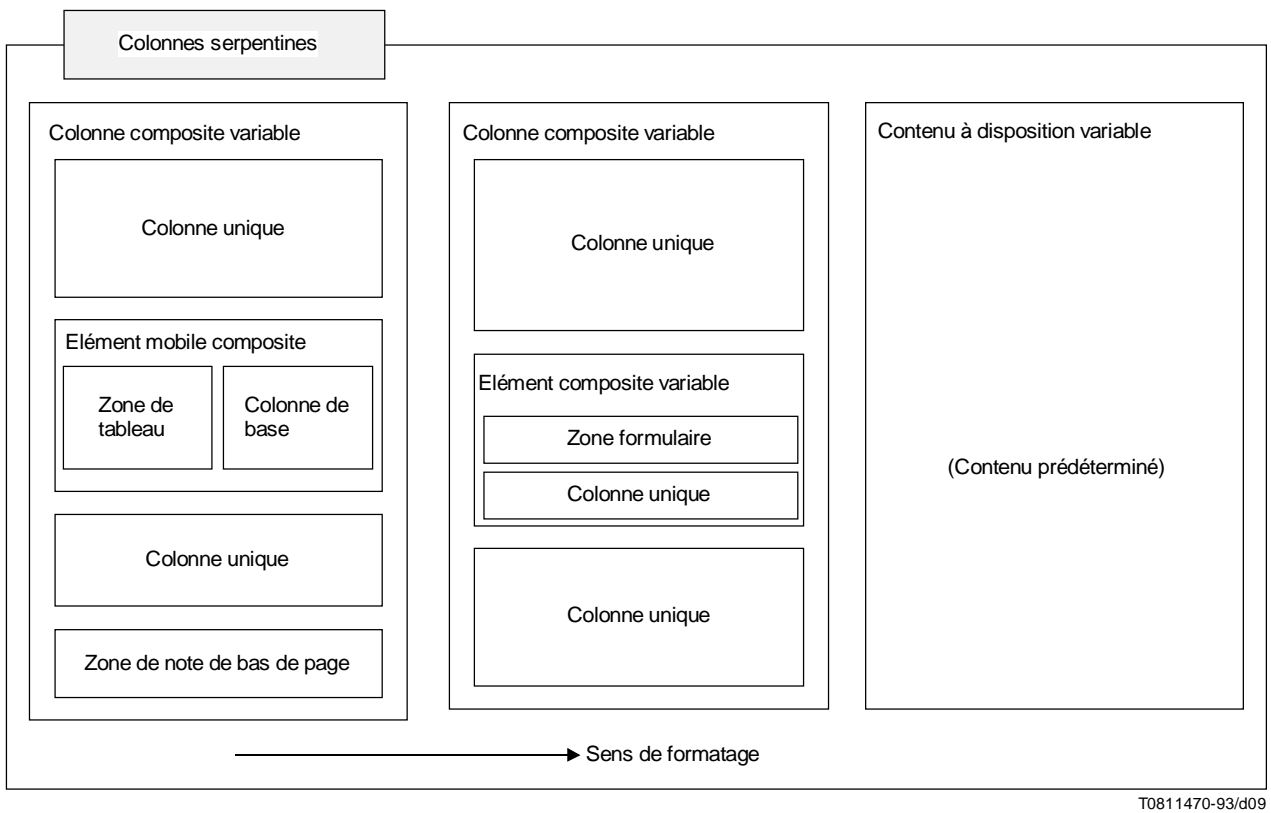 Colonnes serpentines
Colonne composite variable
Colonne unique
Elément mobile composite
Zone de
tableau
Colonne de
base
Colonne unique
Zone de note de bas de page
Colonne composite variable
Colonne unique
Elément composite variable
Zone formulaire
Colonne unique
Colonne unique
Contenu à disposition variable
(Contenu prédéterminé)
Sens de formatage
T0811470-93/d09